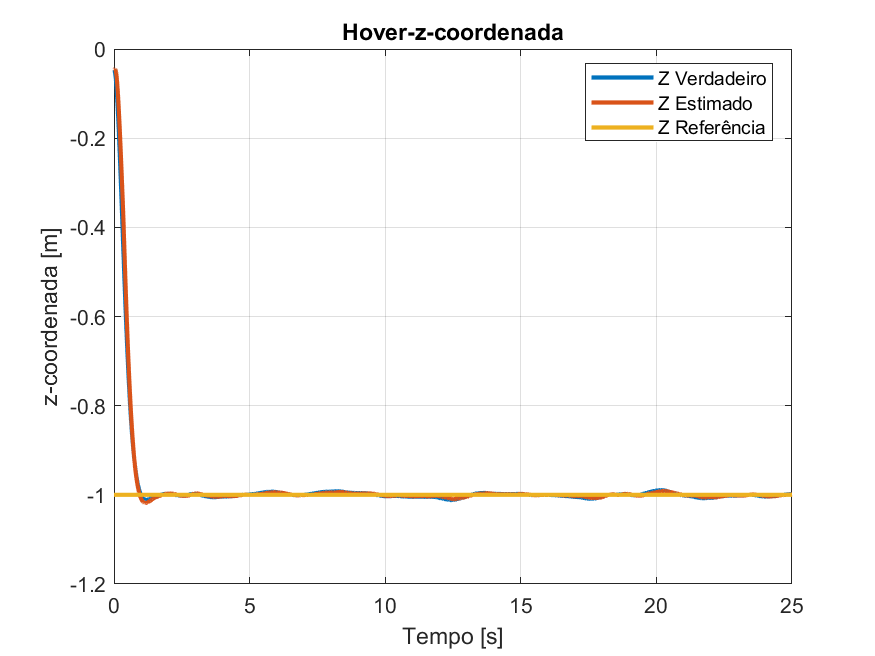 Hover-z-coordenada
Z Verdadeiro
Z Estimado
Z Referência
0
-0.2
-0.4
-0.6
-0.8
-1
-1.2
z-coordenada [m]
0
5
10
15
20
25
Tempo [s]